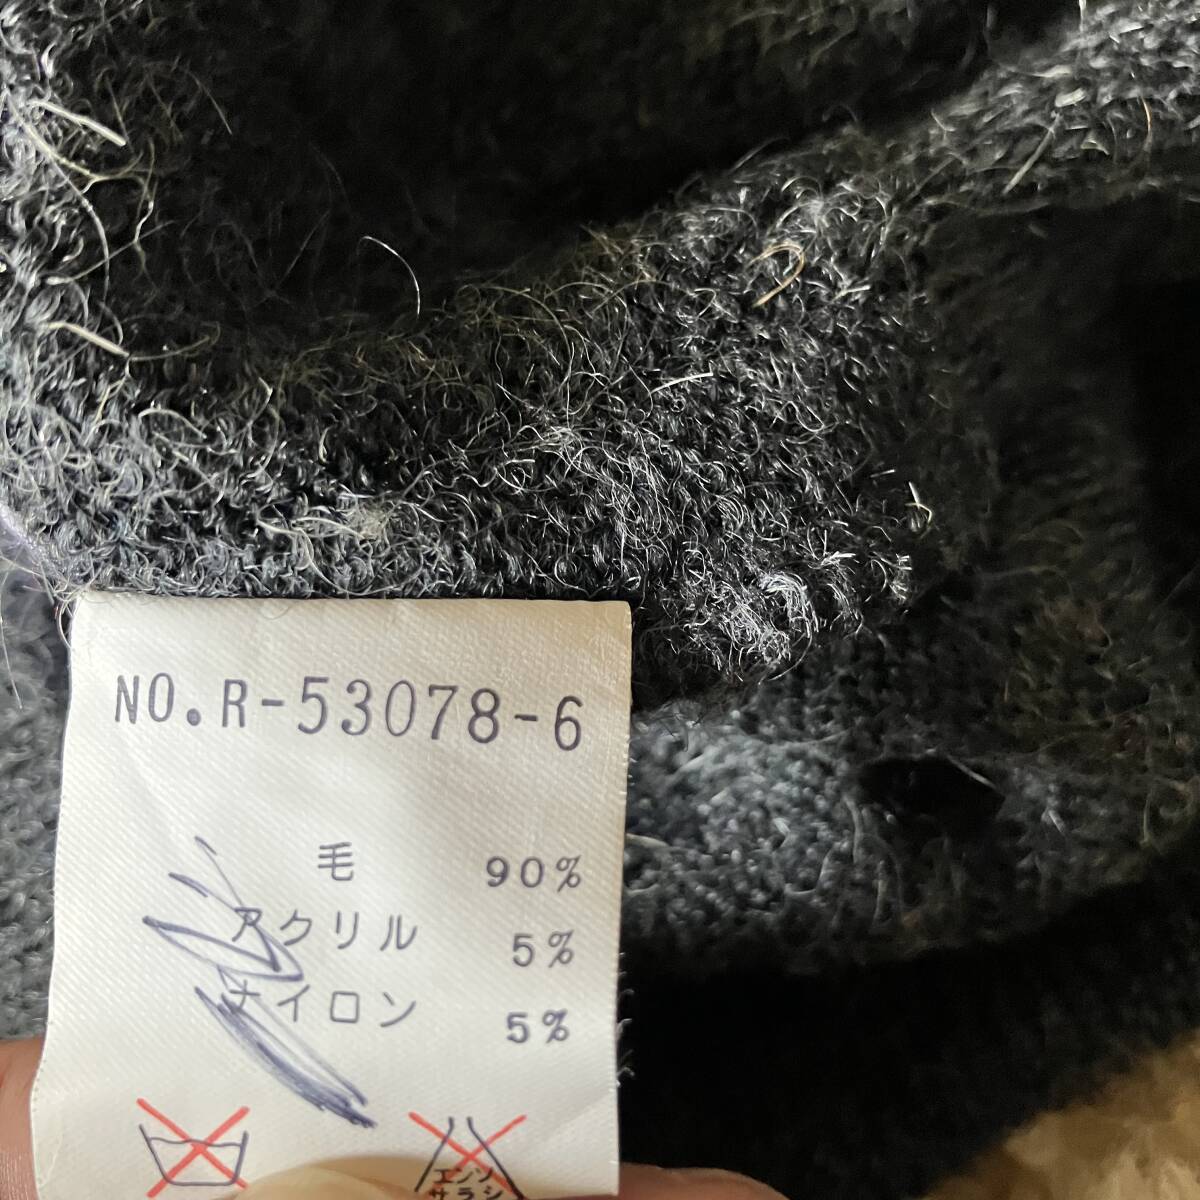 NO.R-53078-6
毛 90%
アクリル 5%
ナイロン 5%
エンソ
サラシ